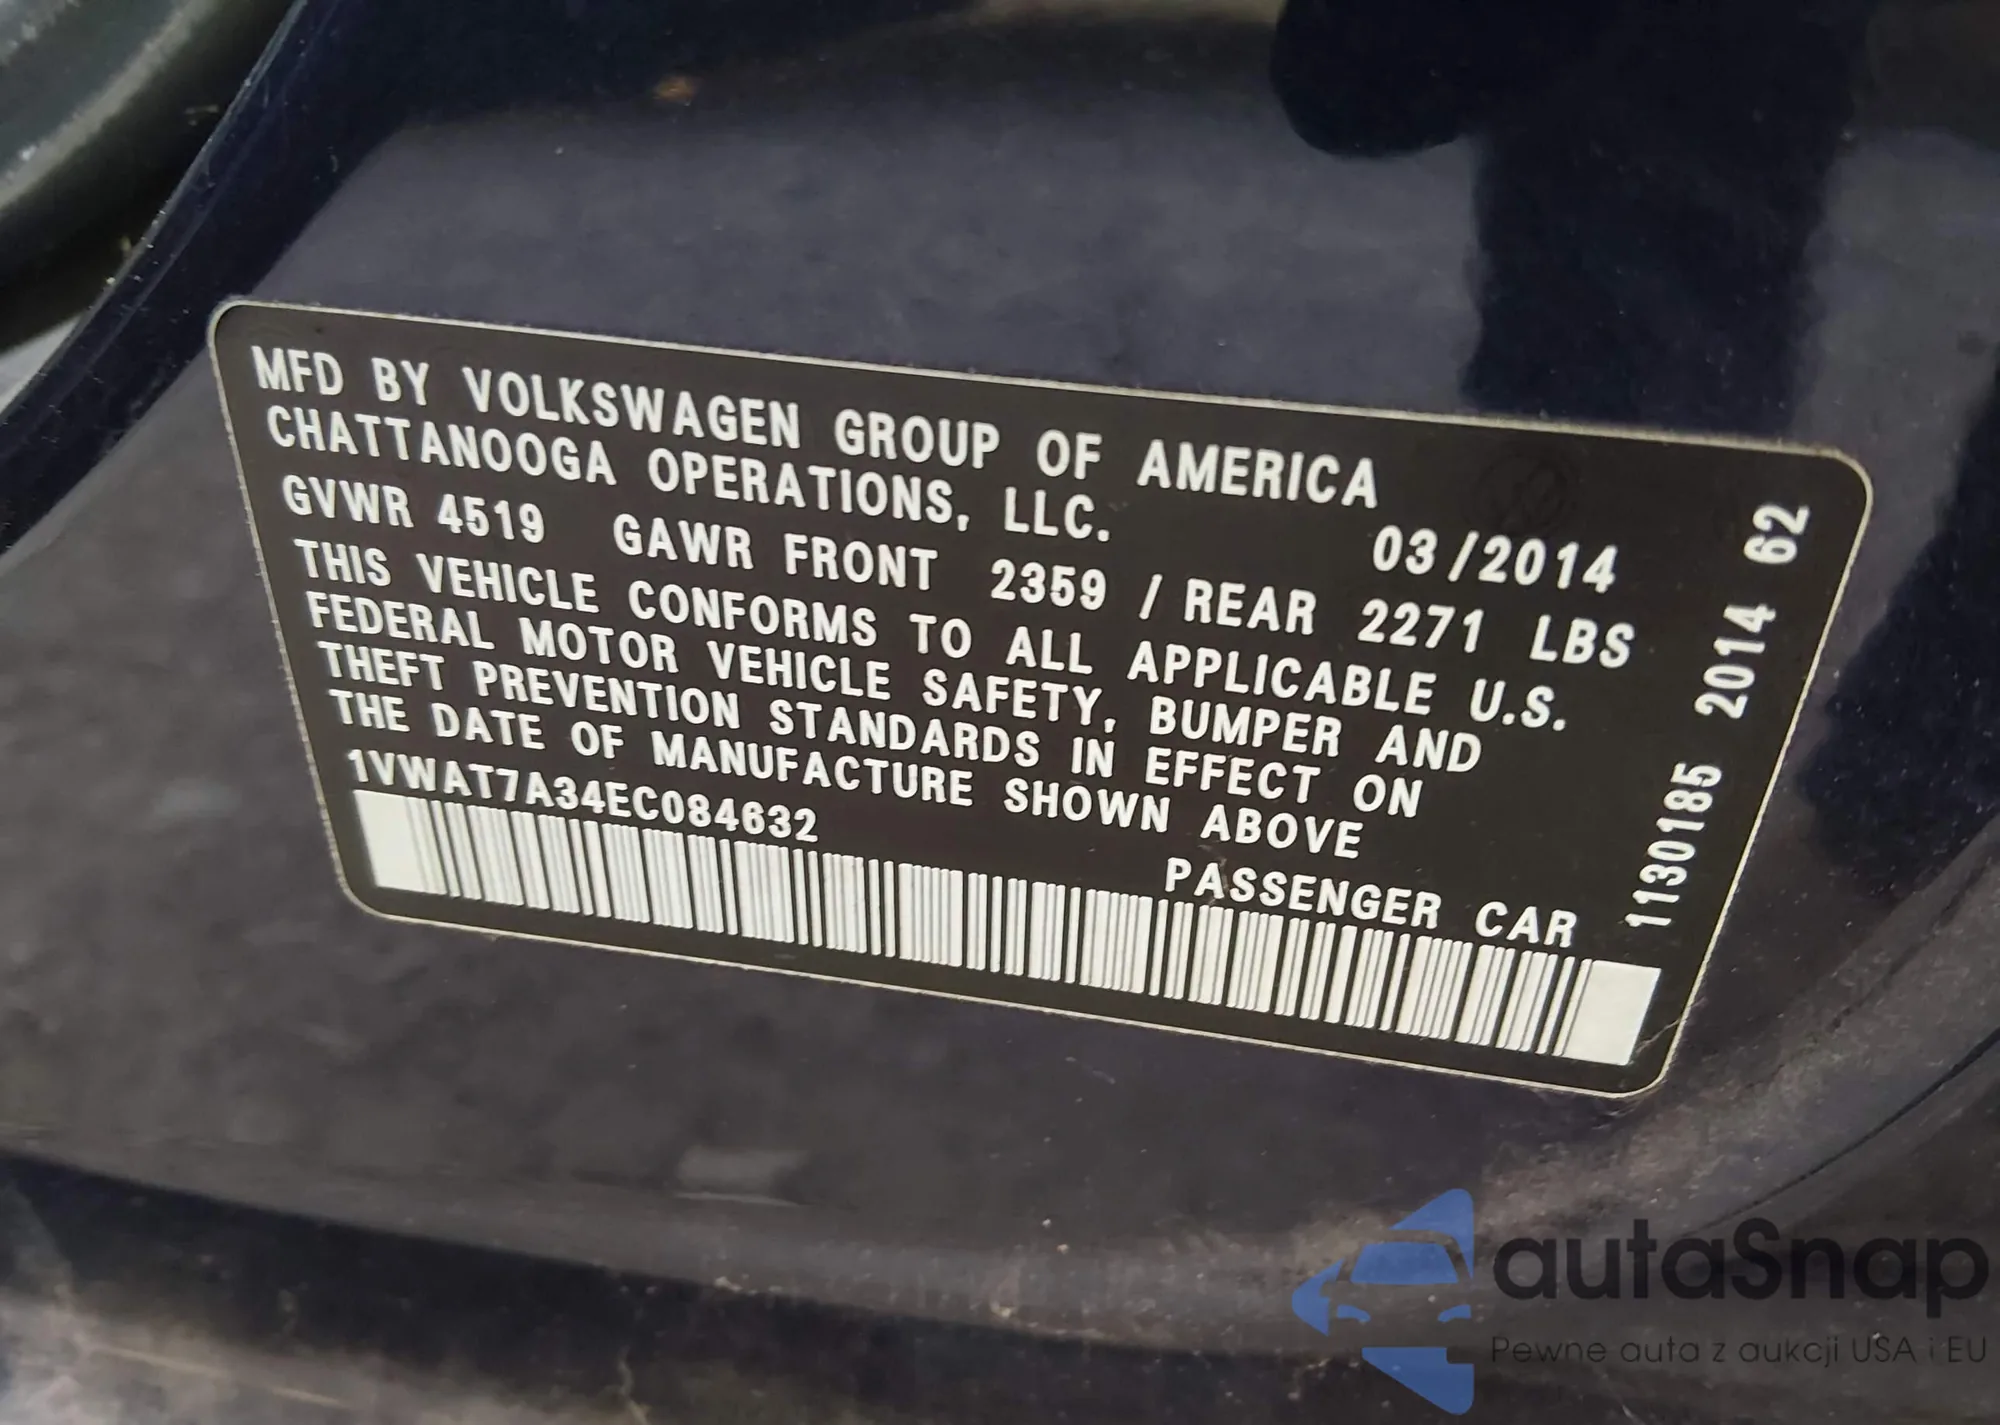 MFD BY VOLKSWAGEN GROUP OF AMERICA
CHATTANOOGA OPERATIONS, LLC.
03/2014
GVWR 4519 GAWR FRONT 2359 / REAR 2271 LBS
THIS VEHICLE CONFORMS TO ALL APPLICABLE U.S.
FEDERAL MOTOR VEHICLE SAFETY, BUMPER AND
THEFT PREVENTION STANDARDS IN EFFECT ON
THE DATE OF MANUFACTURE SHOWN ABOVE
1VWAT7A34EC084632
PASSENGER CAR
1130185 2014 62
autaSnap
Pewne auta z aukcji USA i EU